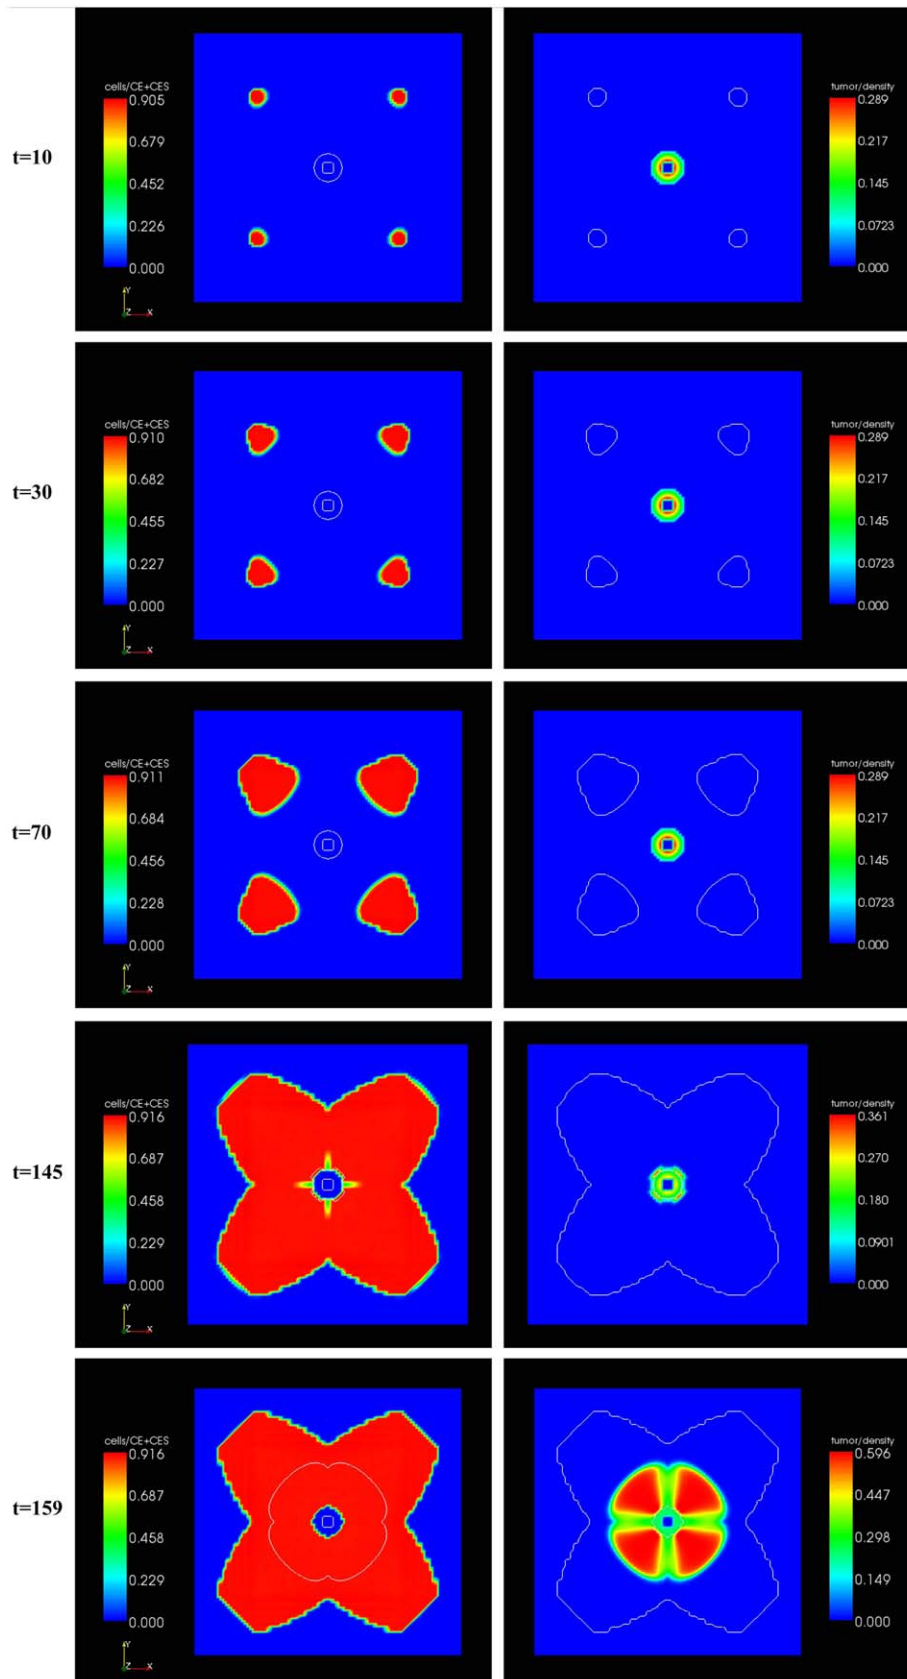 t=10
cells/CE+CES
0.905
0.679
0.452
0.226
0.000
Y
Z X
tumor/density
0.289
0.217
0.145
0.0723
0.000
t=30
cells/CE+CES
0.910
0.682
0.455
0.227
0.000
Y
Z X
tumor/density
0.289
0.217
0.145
0.0723
0.000
t=70
cells/CE+CES
0.911
0.684
0.456
0.228
0.000
Y
Z X
tumor/density
0.289
0.217
0.145
0.0723
0.000
t=145
cells/CE+CES
0.916
0.687
0.458
0.229
0.000
Y
Z X
tumor/density
0.361
0.270
0.180
0.0901
0.000
t=159
cells/CE+CES
0.916
0.687
0.458
0.229
0.000
Y
Z X
tumor/density
0.596
0.447
0.298
0.149
0.000